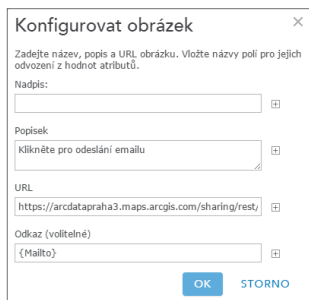 Konfigurovat obrázek
Zadejte název, popis a URL obrázku. Vložte názvy polí pro jejich
odvození z hodnot atributů.
Nadpis:
Popisek
Klikněte pro odeslání emailu
URL
https://arcdatapraha3.maps.arcgis.com/sharing/rest/
Odkaz (volitelné)
{Mailto}
OK STORNO